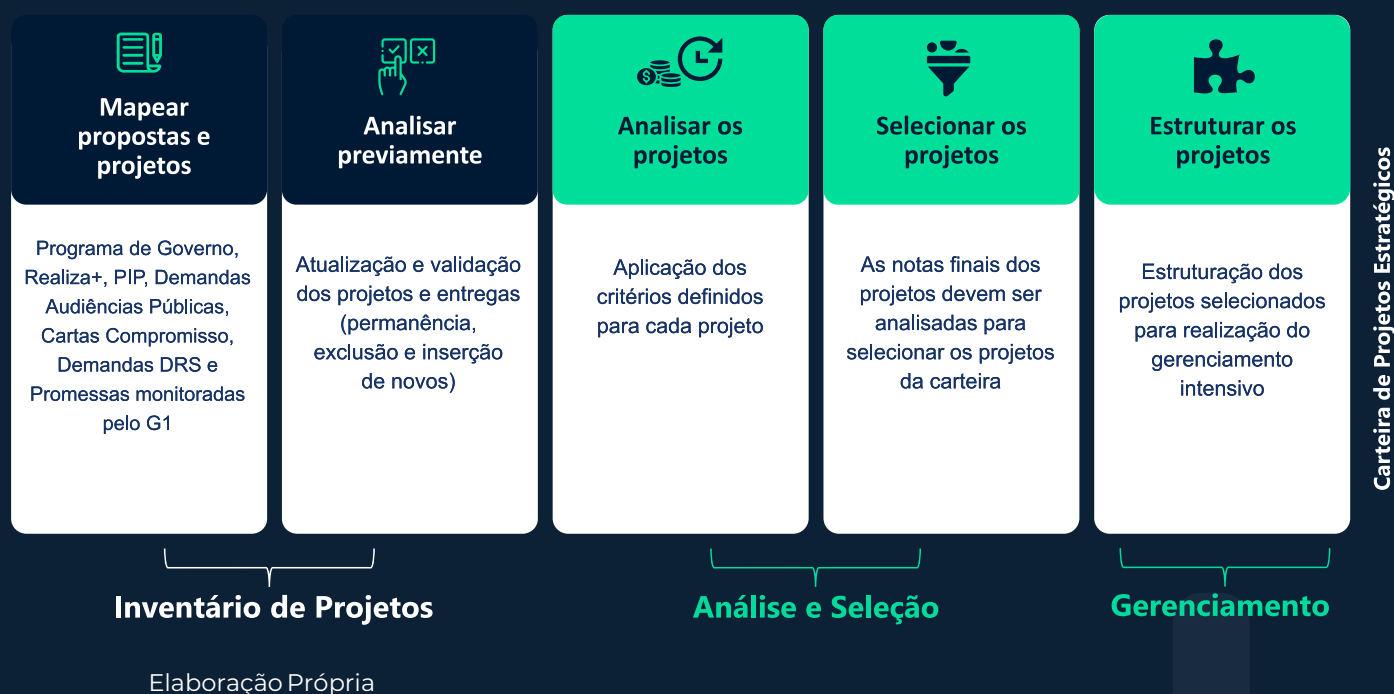 Mapear
propostas e
projetos
Programa de Governo,
Realiza+, PIP, Demandas
Audiências Públicas,
Cartas Compromisso,
Demandas DRS e
Promessas monitoradas
pelo G1
Analisar
previamente
Atualização e validação
dos projetos e entregas
(permanência,
exclusão e inserção
de novos)
Analisar os
projetos
Aplicação dos
critérios definidos
para cada projeto
Selecionar os
projetos
As notas finais dos
projetos devem ser
analisadas para
selecionar os projetos
da carteira
Estruturar os
projetos
Estruturação dos
projetos selecionados
para realização do
gerenciamento
intensivo
Carteira de Projetos Estratégicos
Inventário de Projetos
Análise e Seleção
Gerenciamento
Elaboração Própria